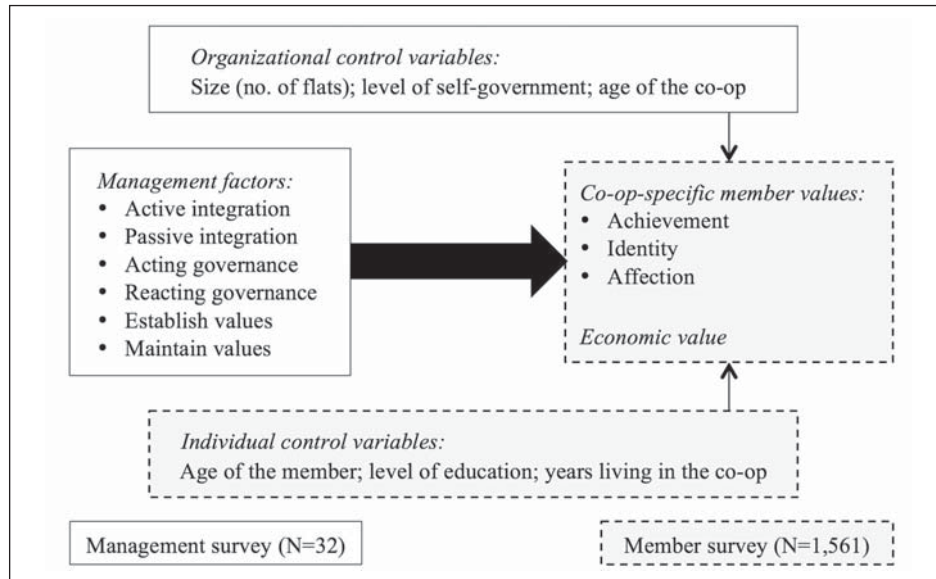 Organizational control variables:
Size (no. of flats); level of self-government; age of the co-op
Management factors:
• Active integration
• Passive integration
• Acting governance
• Reacting governance
• Establish values
• Maintain values
Co-op-specific member values:
• Achievement
• Identity
• Affection
Economic value
Individual control variables:
Age of the member; level of education; years living in the co-op
Management survey (N=32)
Member survey (N=1,561)